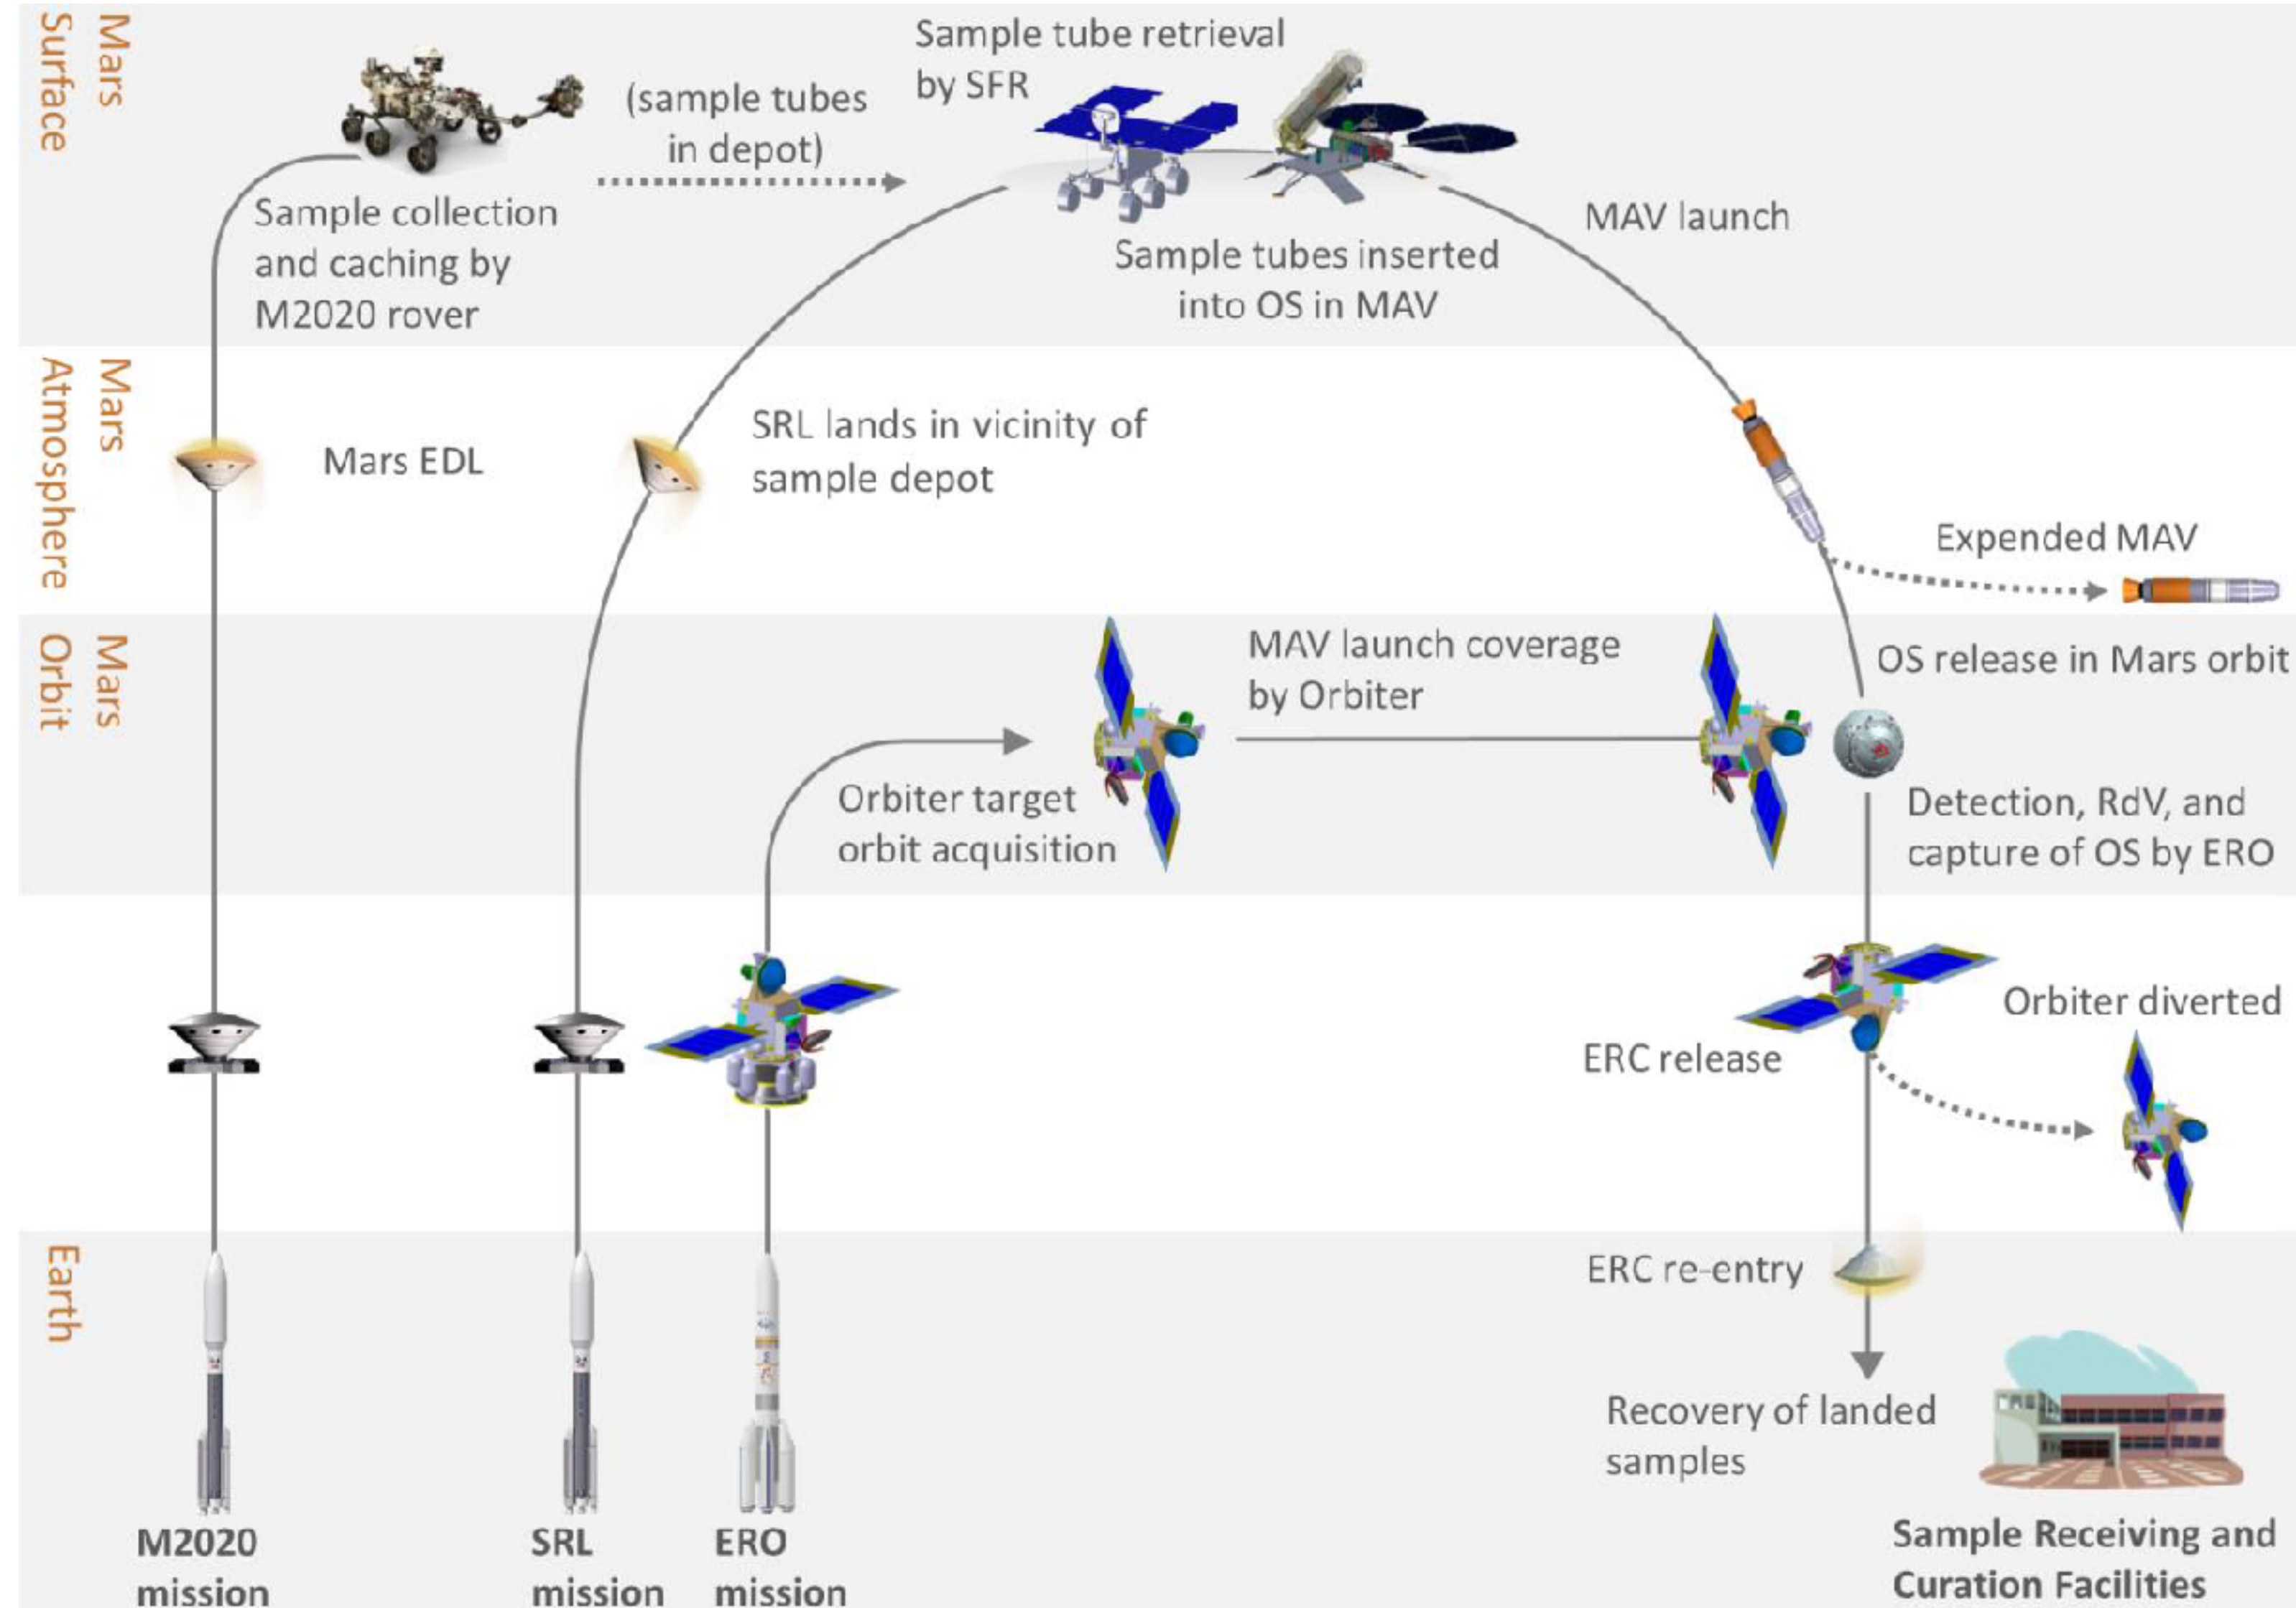 Mars
Surface
Sample collection
and caching by
M2020 rover
(sample tubes
in depot)
Sample tube retrieval
by SFR
Sample tubes inserted
into OS in MAV
MAV launch
Mars
Atmosphere
Mars EDL
SRL lands in vicinity of
sample depot
Expended MAV
Mars
Orbit
Orbiter target
orbit acquisition
MAV launch coverage
by Orbiter
OS release in Mars orbit
Detection, RdV, and
capture of OS by ERO
ERC release
Orbiter diverted
Earth
ERC re-entry
Recovery of landed
samples
M2020
mission
SRL
mission
ERO
mission
Sample Receiving and
Curation Facilities